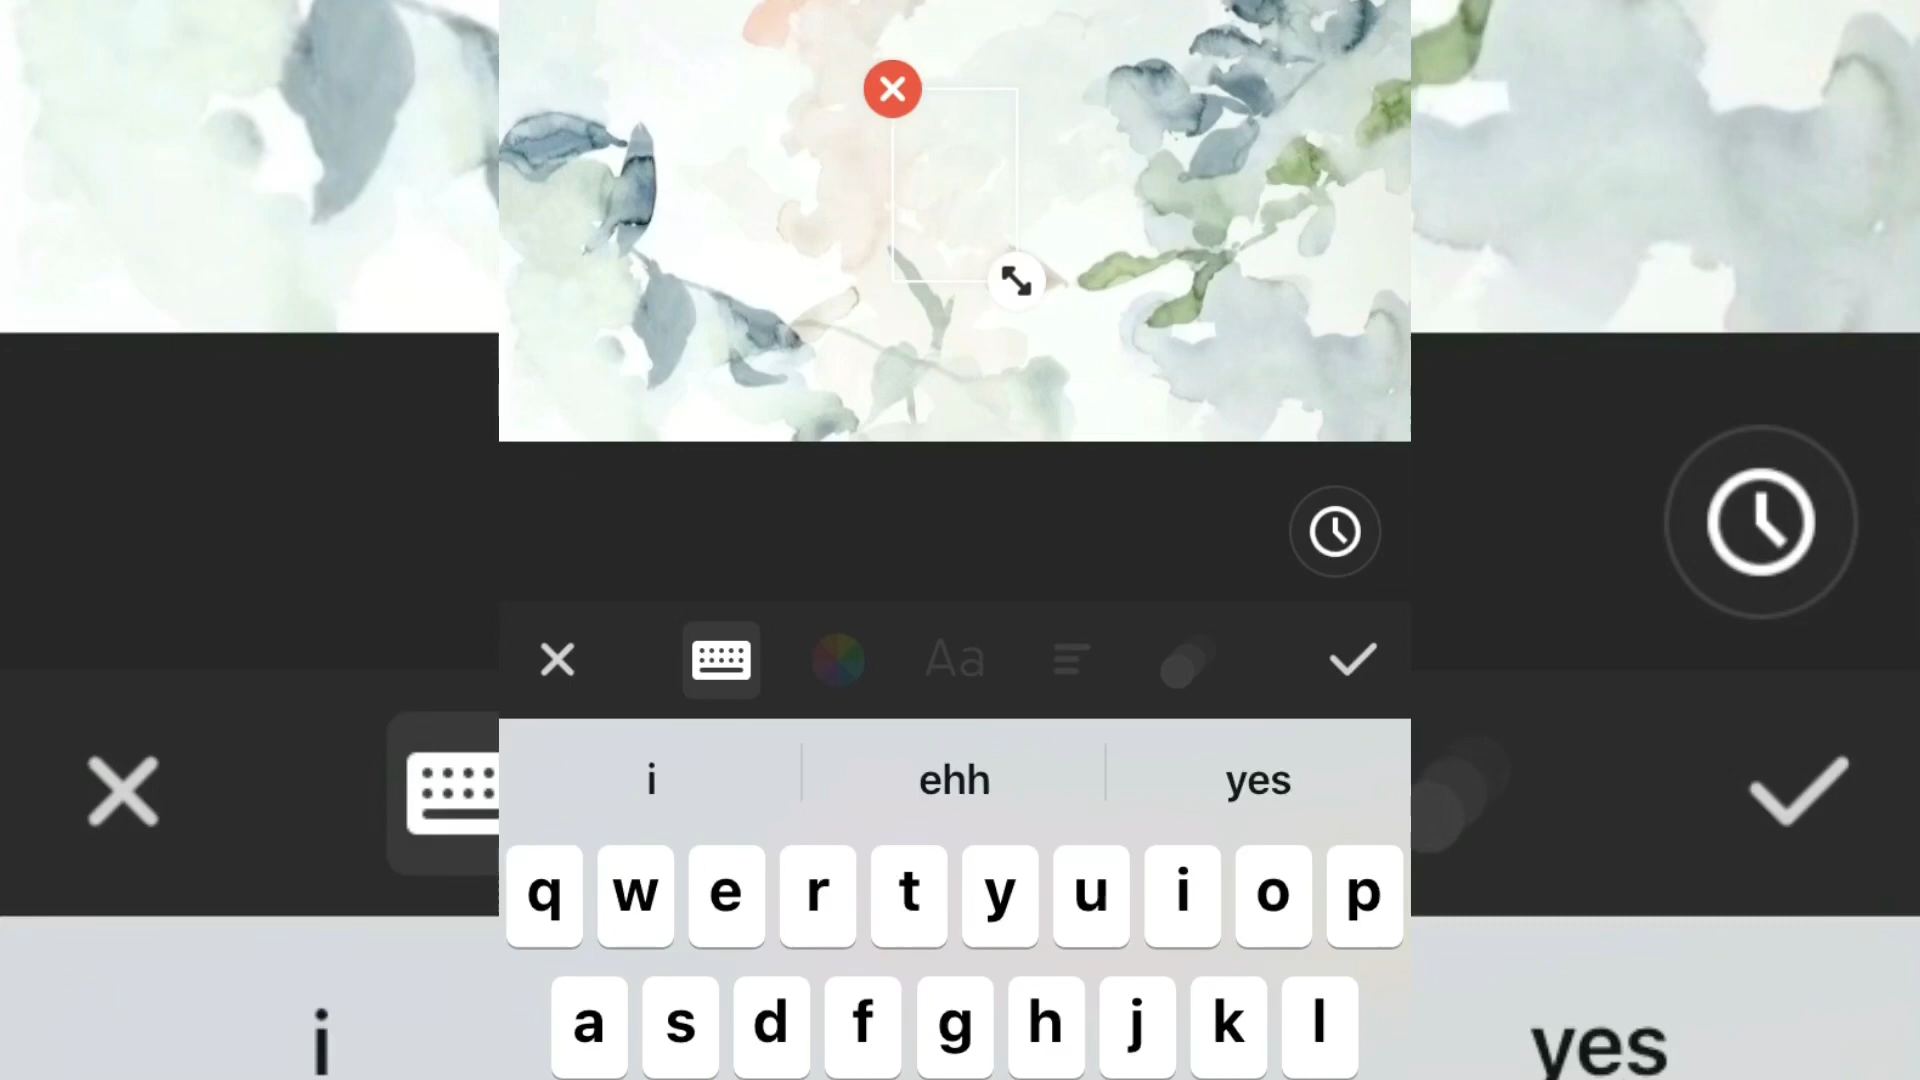 Aa
i ehh yes
q w e r t y u i o p
a s d f g h j k l
i
yes